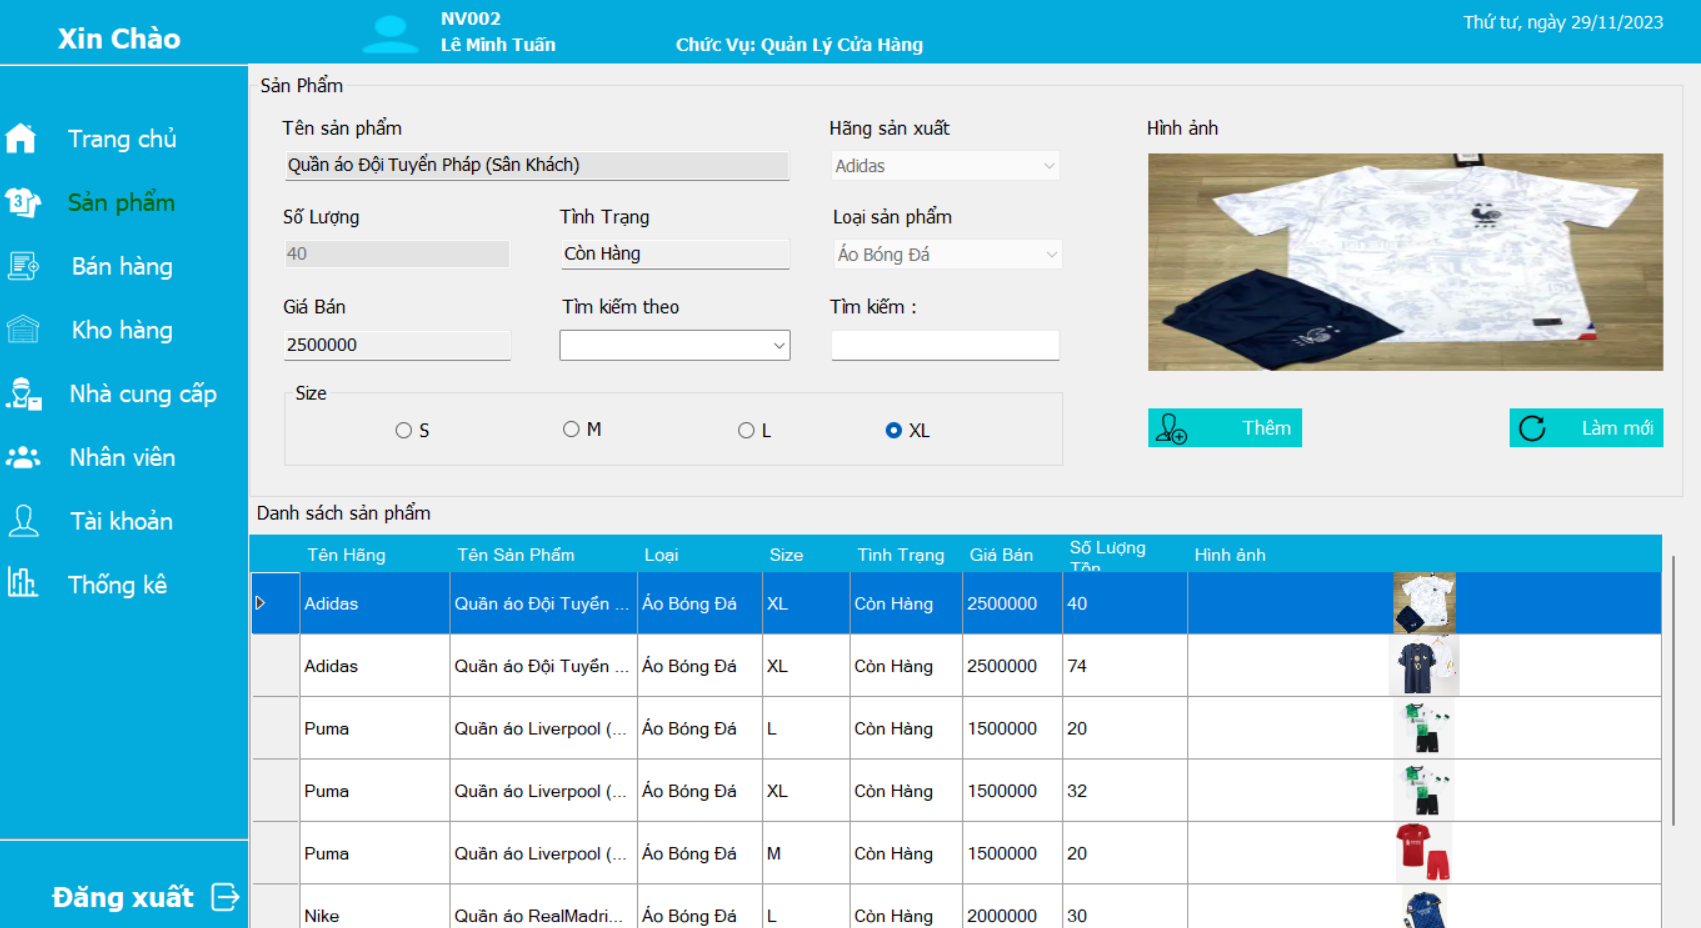 Xin Chào
NV002
Lê Minh Tuấn
Chức Vụ: Quản Lý Cửa Hàng
Thứ tư, ngày 29/11/2023
Trang chủ
Sản phẩm
Bán hàng
Kho hàng
Nhà cung cấp
Nhân viên
Tài khoản
Thống kê
Đăng xuất
Sản Phẩm
Tên sản phẩm
Hãng sản xuất
Hình ảnh
Quần áo Đội Tuyển Pháp (Sân Khách)
Adidas
Số Lượng
Tình Trạng
Loại sản phẩm
40
Còn Hàng
Áo Bóng Đá
Giá Bán
Tìm kiếm theo
Tìm kiếm :
2500000
Size
S
M
L
XL
Thêm
Làm mới
Danh sách sản phẩm
Tên Hãng Tên Sản Phẩm Loại Size Tình Trạng Giá Bán Số Lượng Tồn Hình ảnh
Adidas Quần áo Đội Tuyển ... Áo Bóng Đá XL Còn Hàng 2500000 40
Adidas Quần áo Đội Tuyển ... Áo Bóng Đá XL Còn Hàng 2500000 74
Puma Quần áo Liverpool (... Áo Bóng Đá L Còn Hàng 1500000 20
Puma Quần áo Liverpool (... Áo Bóng Đá XL Còn Hàng 1500000 32
Puma Quần áo Liverpool (... Áo Bóng Đá M Còn Hàng 1500000 20
Nike Quần áo RealMadri... Áo Bóng Đá L Còn Hàng 2000000 30